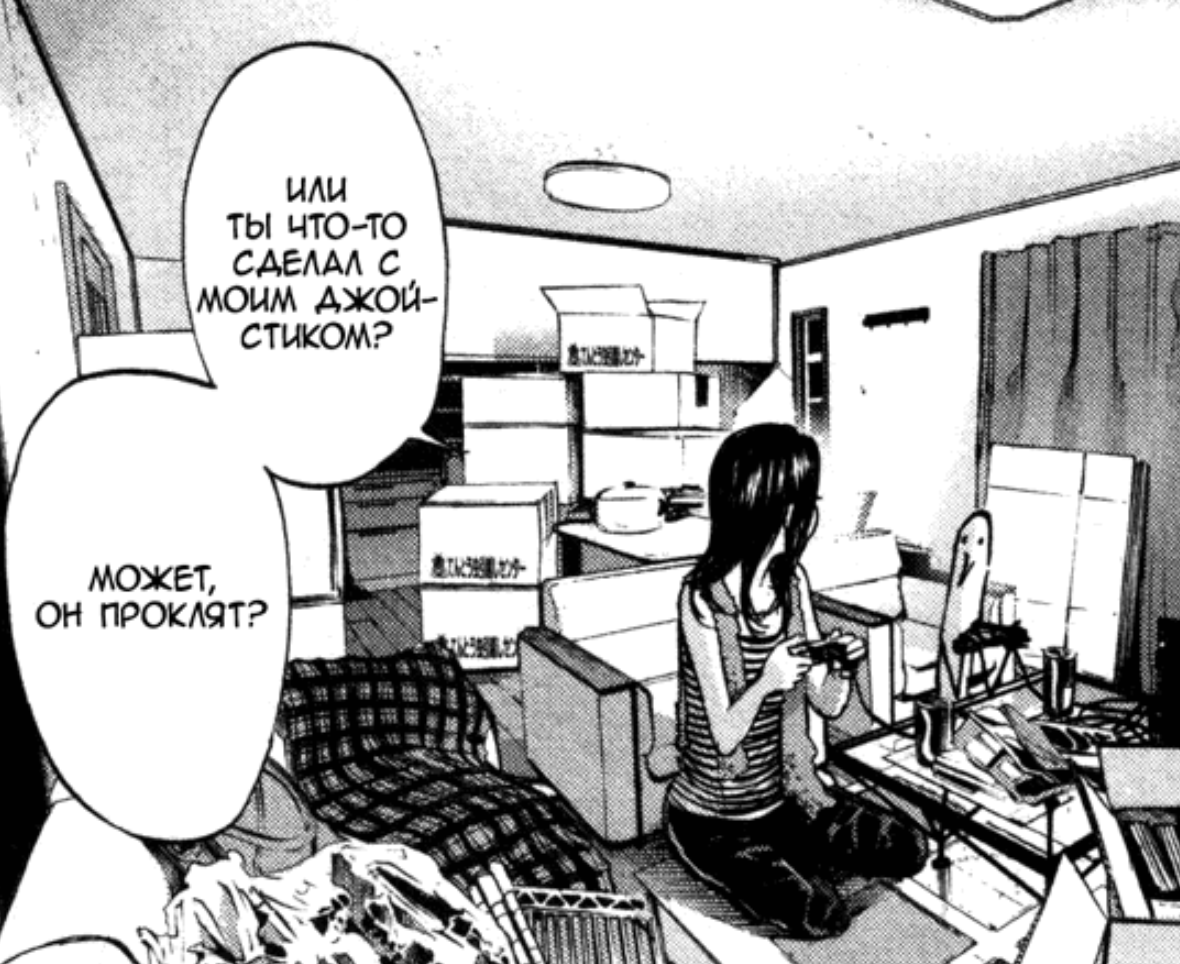 ИЛИ
ТЫ ЧТО-ТО
СДЕЛАЛ С
МОИМ ДЖОЙ-
СТИКОМ?
МОЖЕТ,
ОН ПРОКЛЯТ?